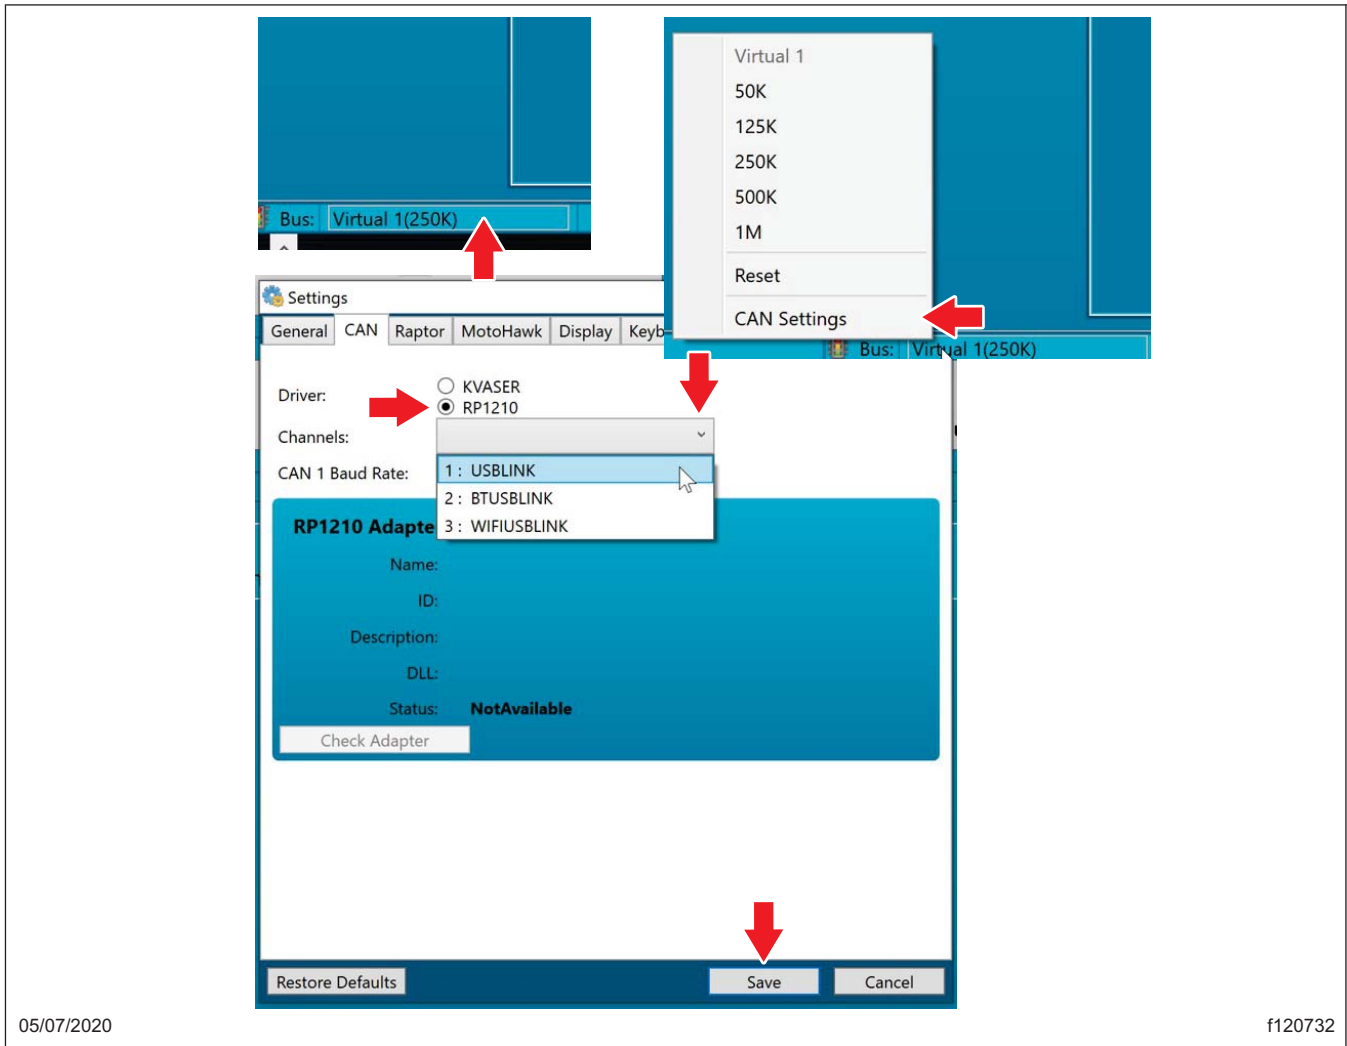 Bus: Virtual 1(250K)
Virtual 1
50K
125K
250K
500K
1M
Reset
CAN Settings
Bus: Virtual 1(250K)
Settings
General CAN Raptor MotoHawk Display Keyb
Driver:
KVASER
RP1210
Channels:
CAN 1 Baud Rate:
1 : USBLINK
2 : BTUSBLINK
3 : WIFIUSBLINK
RP1210 Adapte
Name:
ID:
Description:
DLL:
Status: NotAvailable
Check Adapter
Restore Defaults Save Cancel
05/07/2020 f120732